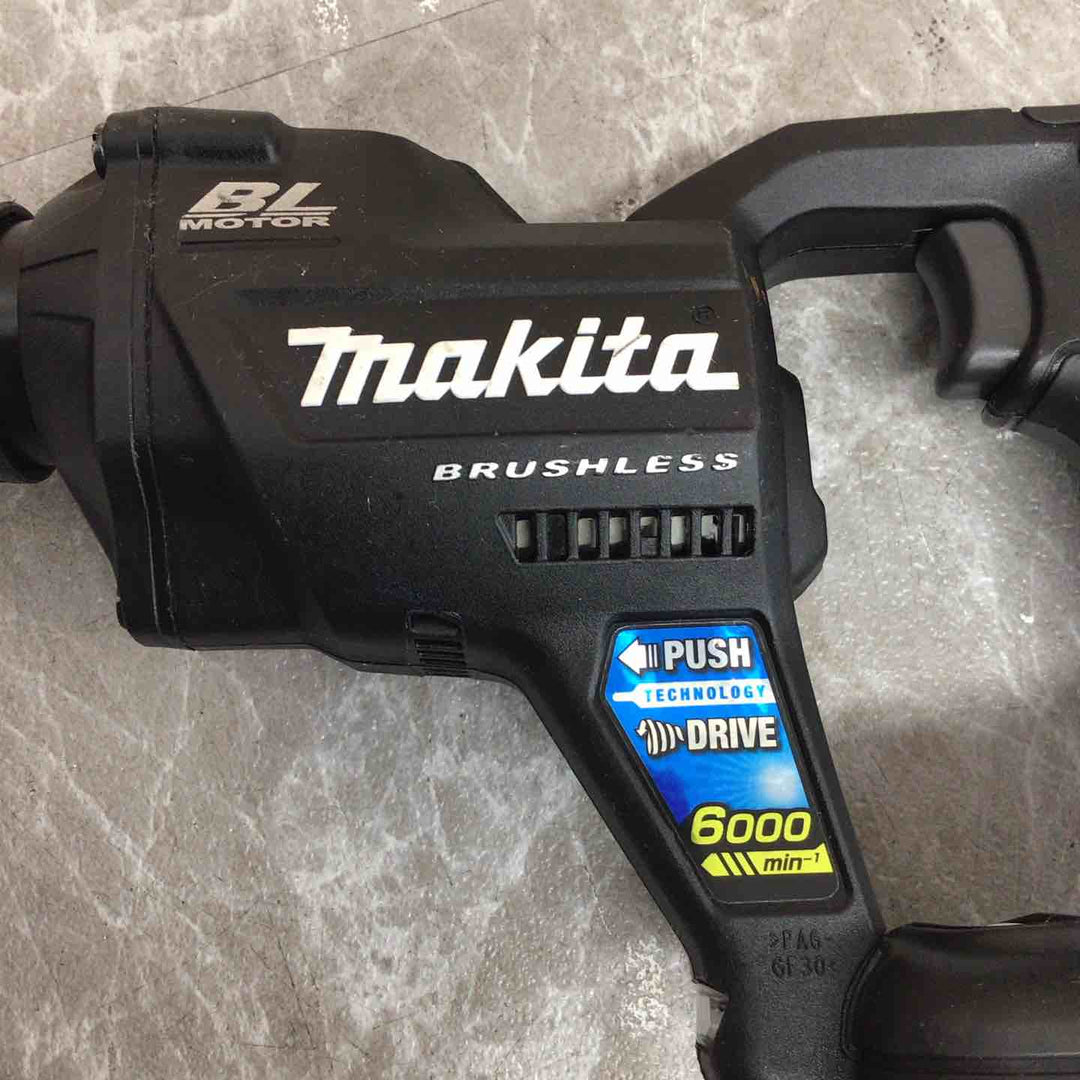 BL
MOTOR
makita®
BRUSHLESS
PUSH
TECHNOLOGY
DRIVE
6000
min⁻¹
>PA6-
GF30<